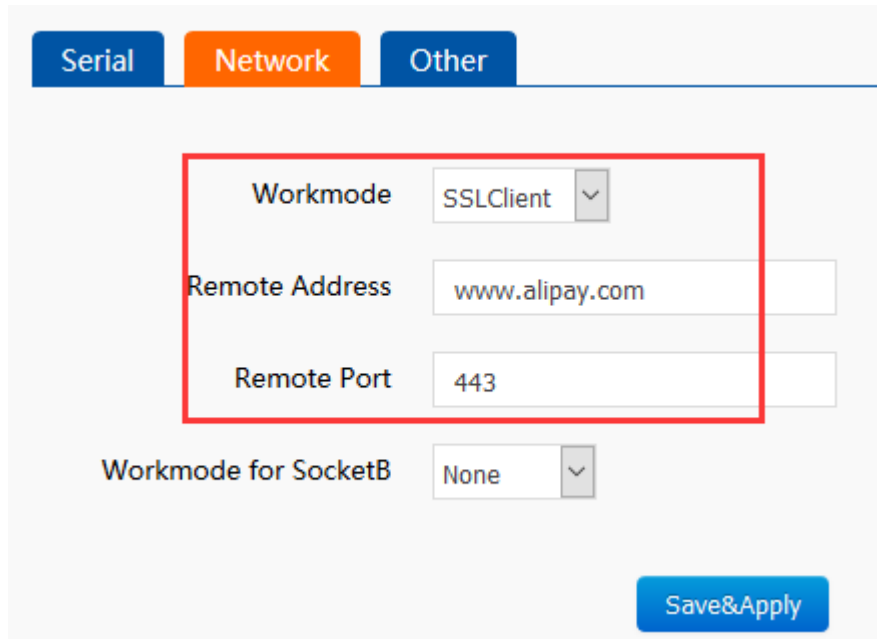 Serial Network Other
Workmode SSLClient
Remote Address www.alipay.com
Remote Port 443
Workmode for SocketB None
Save&Apply